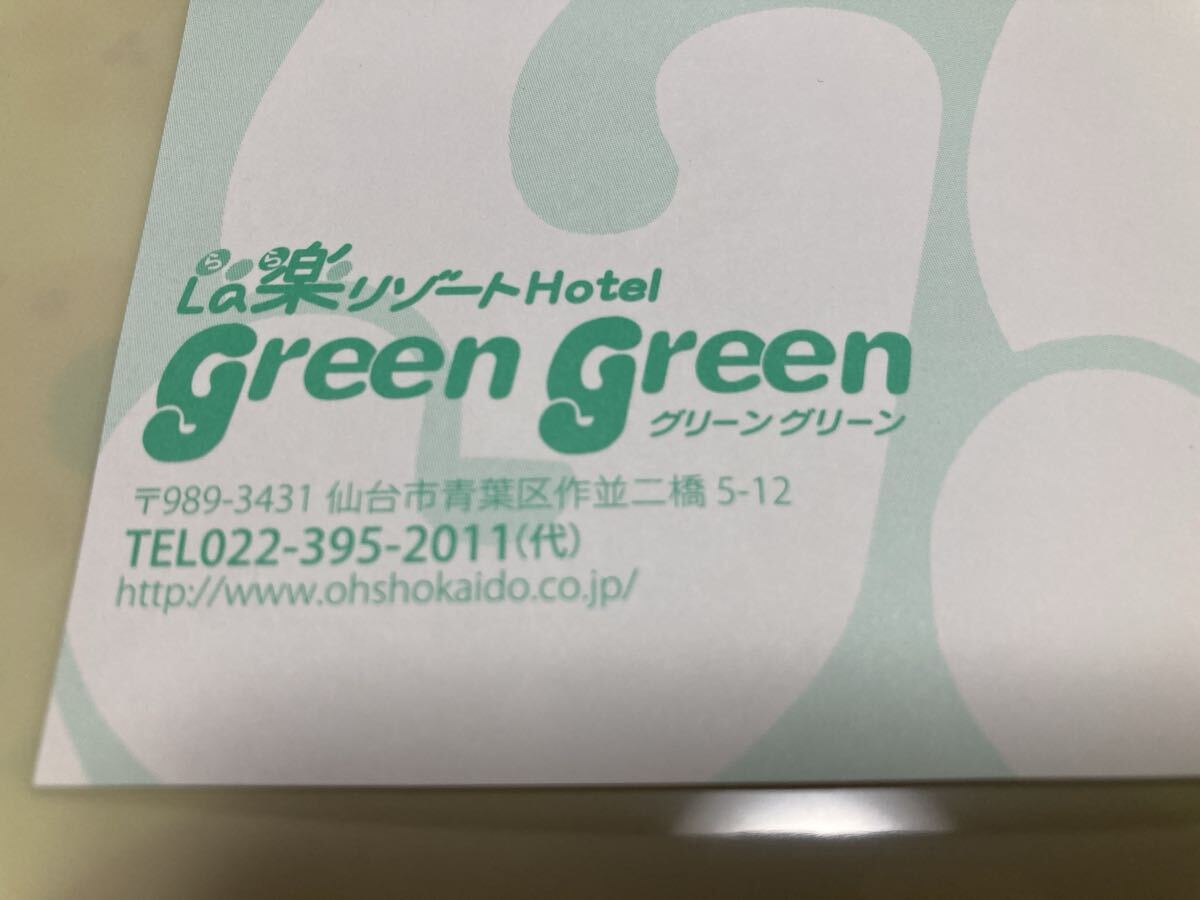 らら
La楽リゾートHotel
Green Green
グリーングリーン
〒989-3431 仙台市青葉区作並二橋 5-12
TEL022-395-2011(代)
http://www.ohshokaido.co.jp/